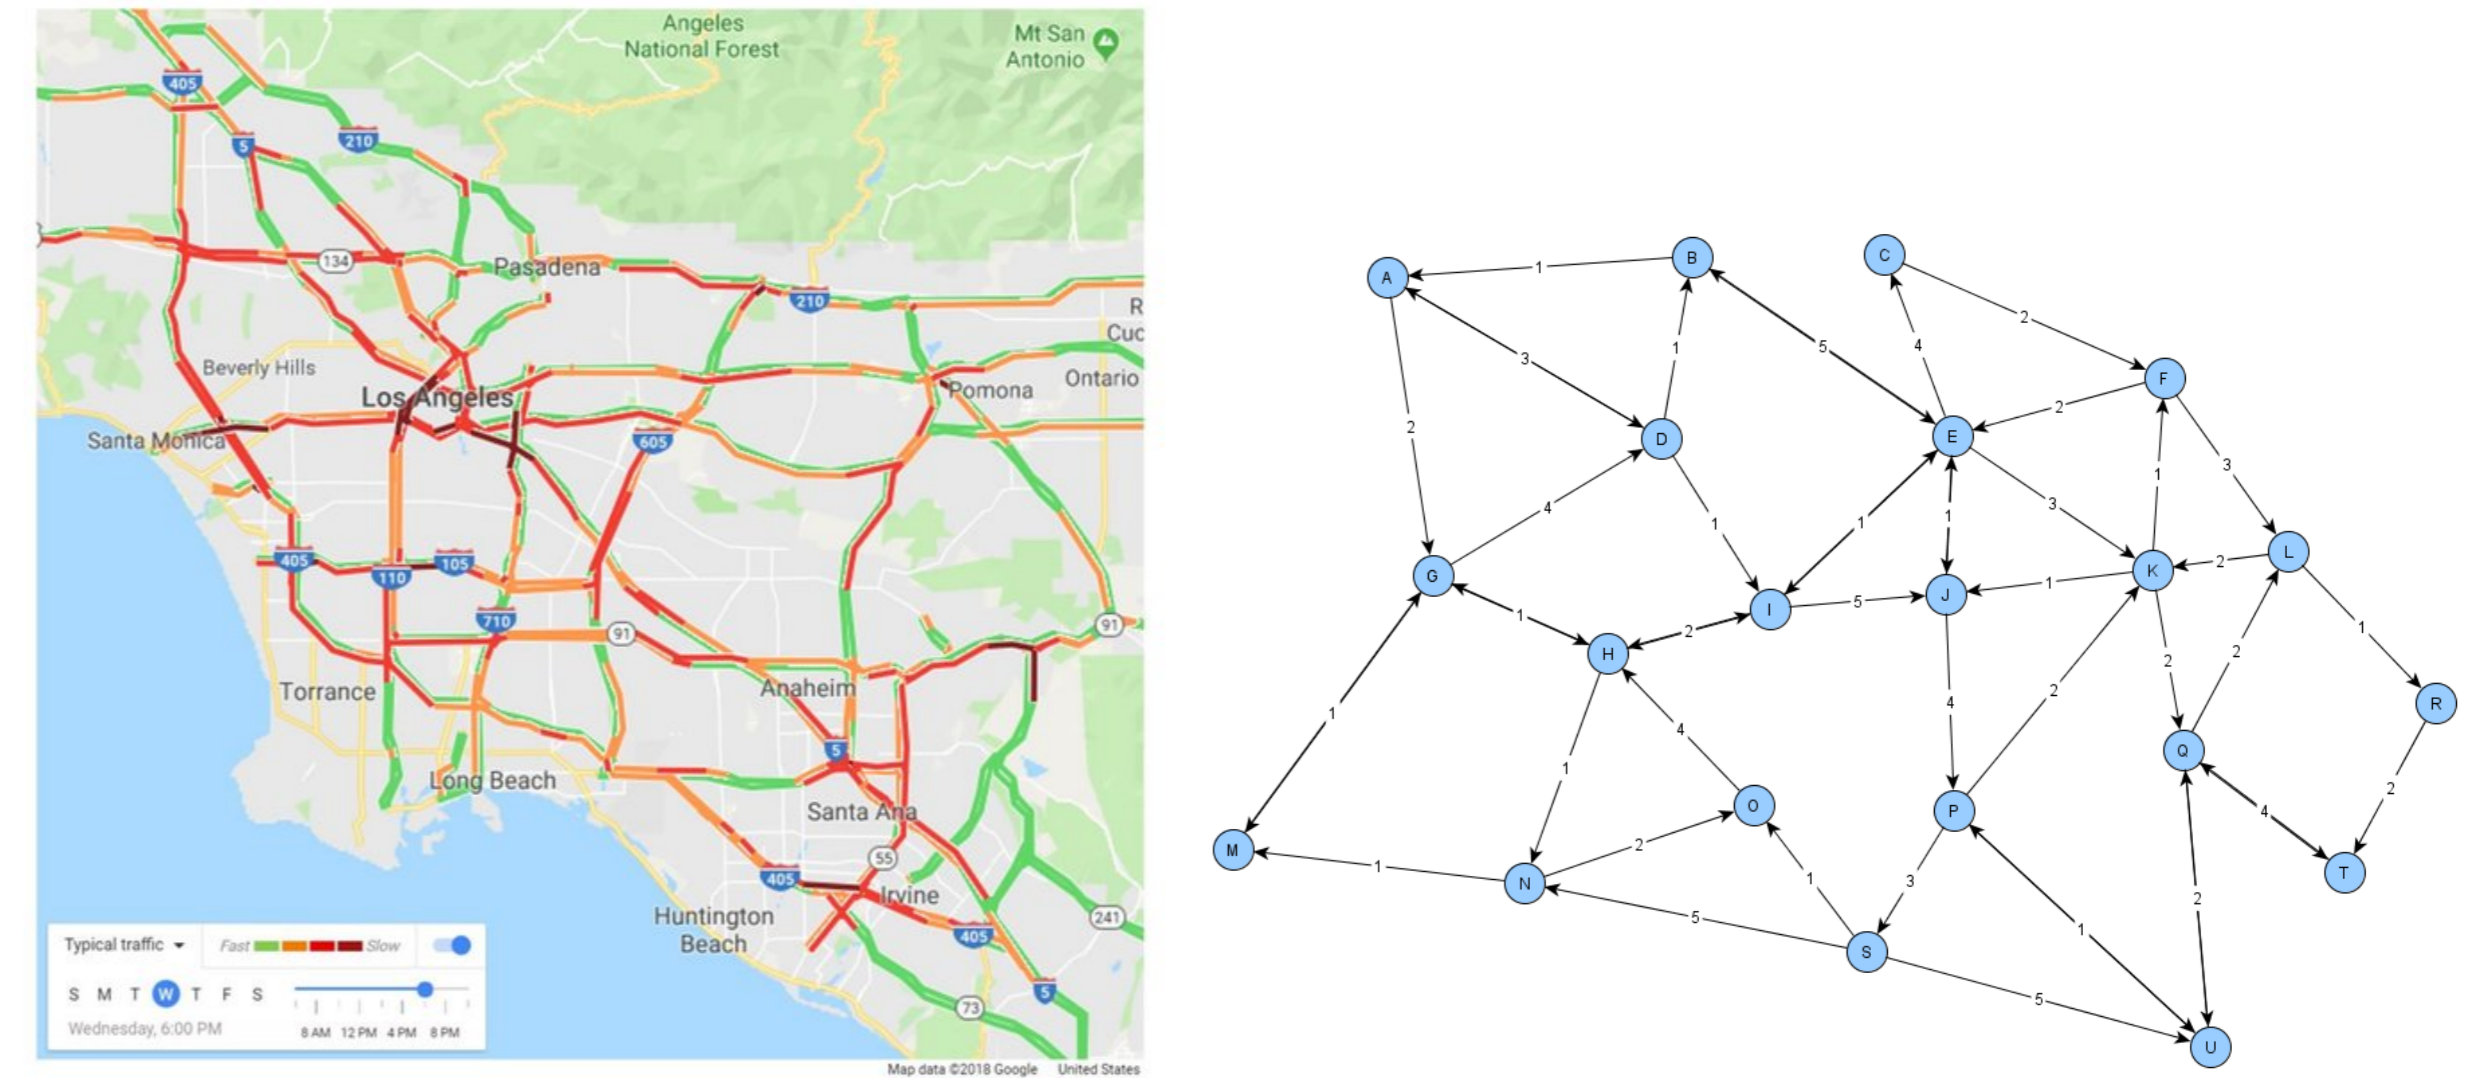 Angeles
National Forest
Mt San
Antonio
405
5
210
134
Pasadena
210
R
Cuc
Beverly Hills
Los Angeles
Pomona
Ontario
Santa Monica
605
405
110
105
710
91
91
Torrance
Anaheim
5
Long Beach
Santa Ana
55
405
Irvine
Huntington
Beach
405
241
5
73
Typical traffic
Fast
Slow
S M T W T F S
Wednesday, 6:00 PM
8 AM 12 PM 4 PM 8 PM
Map data ©2018 Google
United States
A
B
C
D
E
F
G
H
I
J
K
L
M
N
O
P
Q
R
S
T
U
1
2
3
1
5
4
2
2
4
1
1
1
3
1
3
1
2
5
1
2
1
1
4
4
2
2
2
1
2
1
2
1
3
4
2
5
1
5